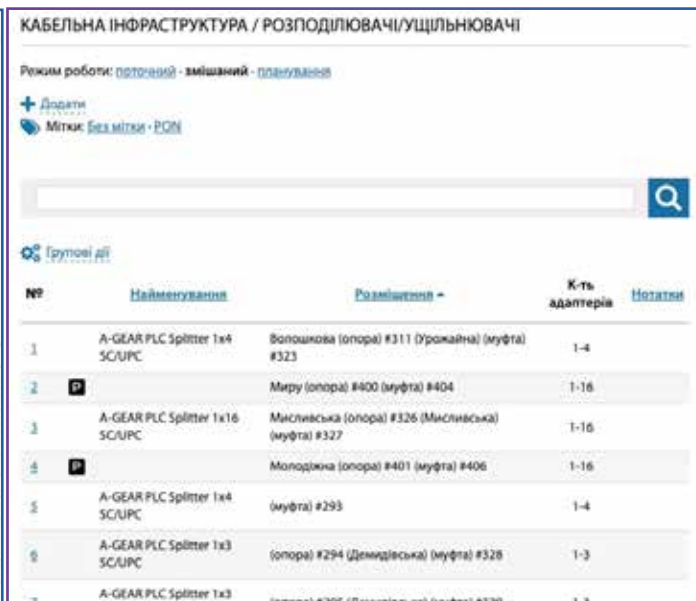 КАБЕЛЬНА ІНФРАСТРУКТУРА / РОЗПОДІЛЮВАЧІ/УЩІЛЬНЮВАЧІ
Режим роботи: поточний · змішаний · планування
Додати
Мітки: Без мітки · PON
Групові дії
№ Найменування Розміщення К-ть адаптерів Нотатки
1 A-GEAR PLC Splitter 1x4 Волошкова (опора) #311 (Урожайна) (муфта) 1-4
SC/UPC #323
2 P Миру (опора) #400 (муфта) #404 1-16
3 A-GEAR PLC Splitter 1x16 Мисливська (опора) #326 (Мисливська) 1-16
SC/UPC (муфта) #327
4 P Молодіжна (опора) #401 (муфта) #406 1-16
5 A-GEAR PLC Splitter 1x4 (муфта) #293 1-4
SC/UPC
6 A-GEAR PLC Splitter 1x3 (опора) #294 (Демидівська) (муфта) #328 1-3
SC/UPC
A-GEAR PLC Splitter 1x3